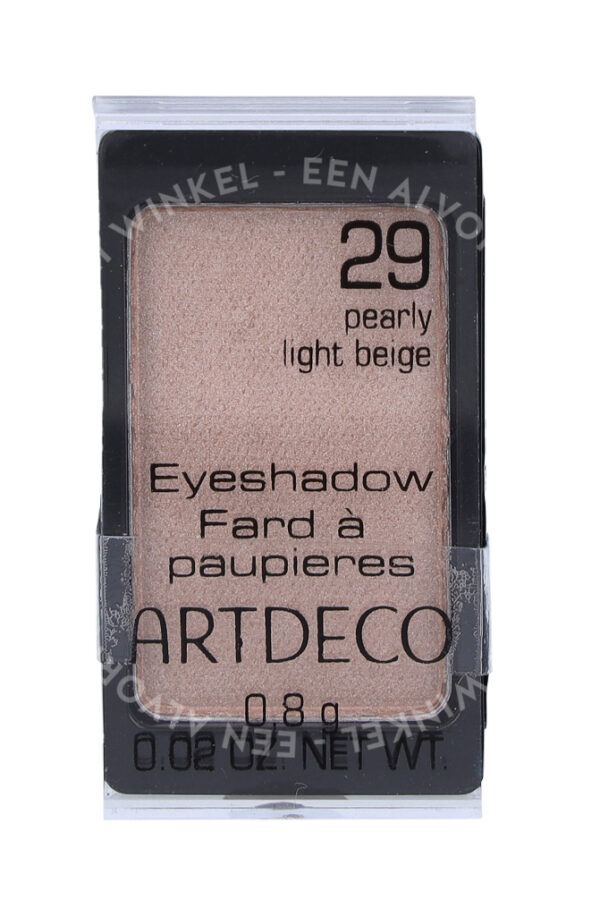 WINKEL - EEN ALVO
29
pearly
light beige
Eyeshadow
Fard à
paupieres
ARTDECO
0,8 g
0.02 OZ. NET WT.
WINKEL-EEN ALVOR